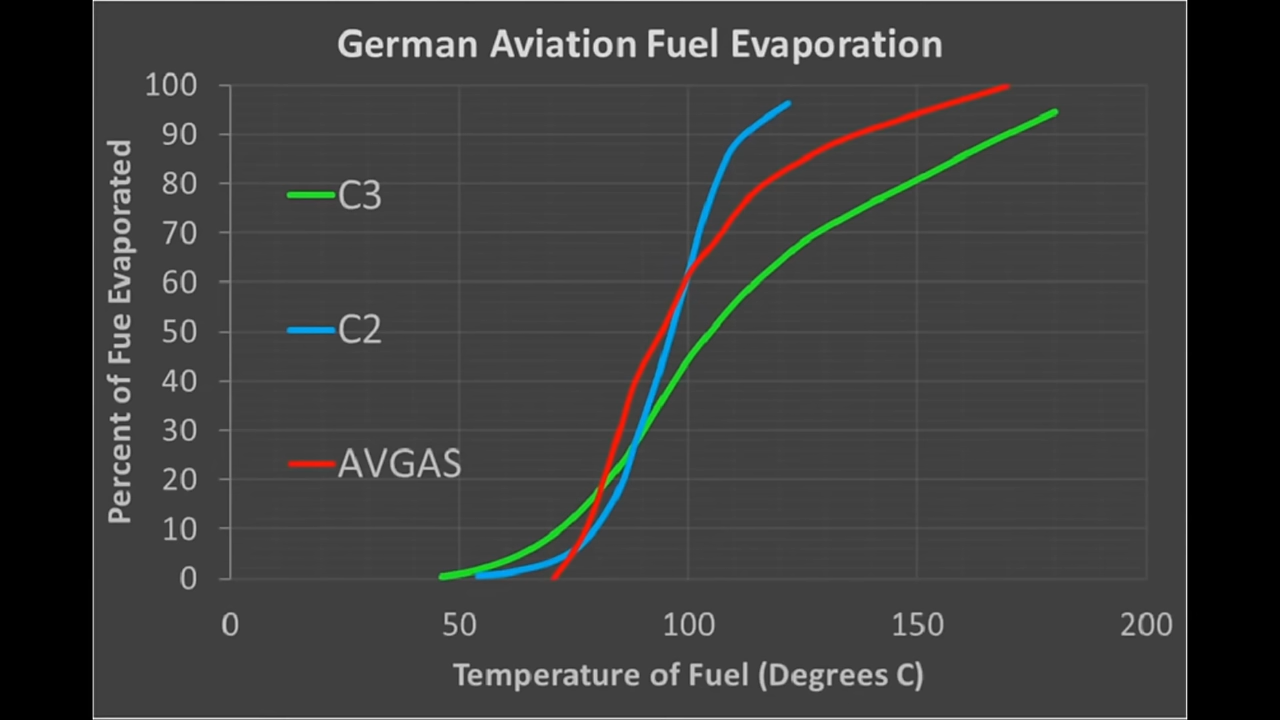 German Aviation Fuel Evaporation
Percent of Fue Evaporated
100
90
80
70
60
50
40
30
20
10
0
C3
C2
AVGAS
0 50 100 150 200
Temperature of Fuel (Degrees C)